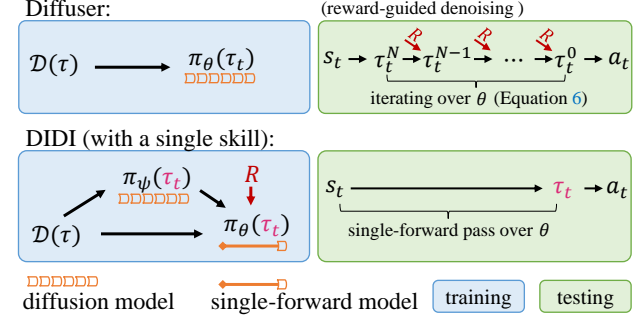 Diffuser:
(reward-guided denoising )
𝒟(τ) π_θ(τ_t)
R R R
s_t τ_t^N τ_t^{N-1} ... τ_t^0 a_t
iterating over θ (Equation 6)
DIDI (with a single skill):
π_ψ(τ_t) R
𝒟(τ) π_θ(τ_t)
s_t τ_t a_t
single-forward pass over θ
diffusion model single-forward model training testing